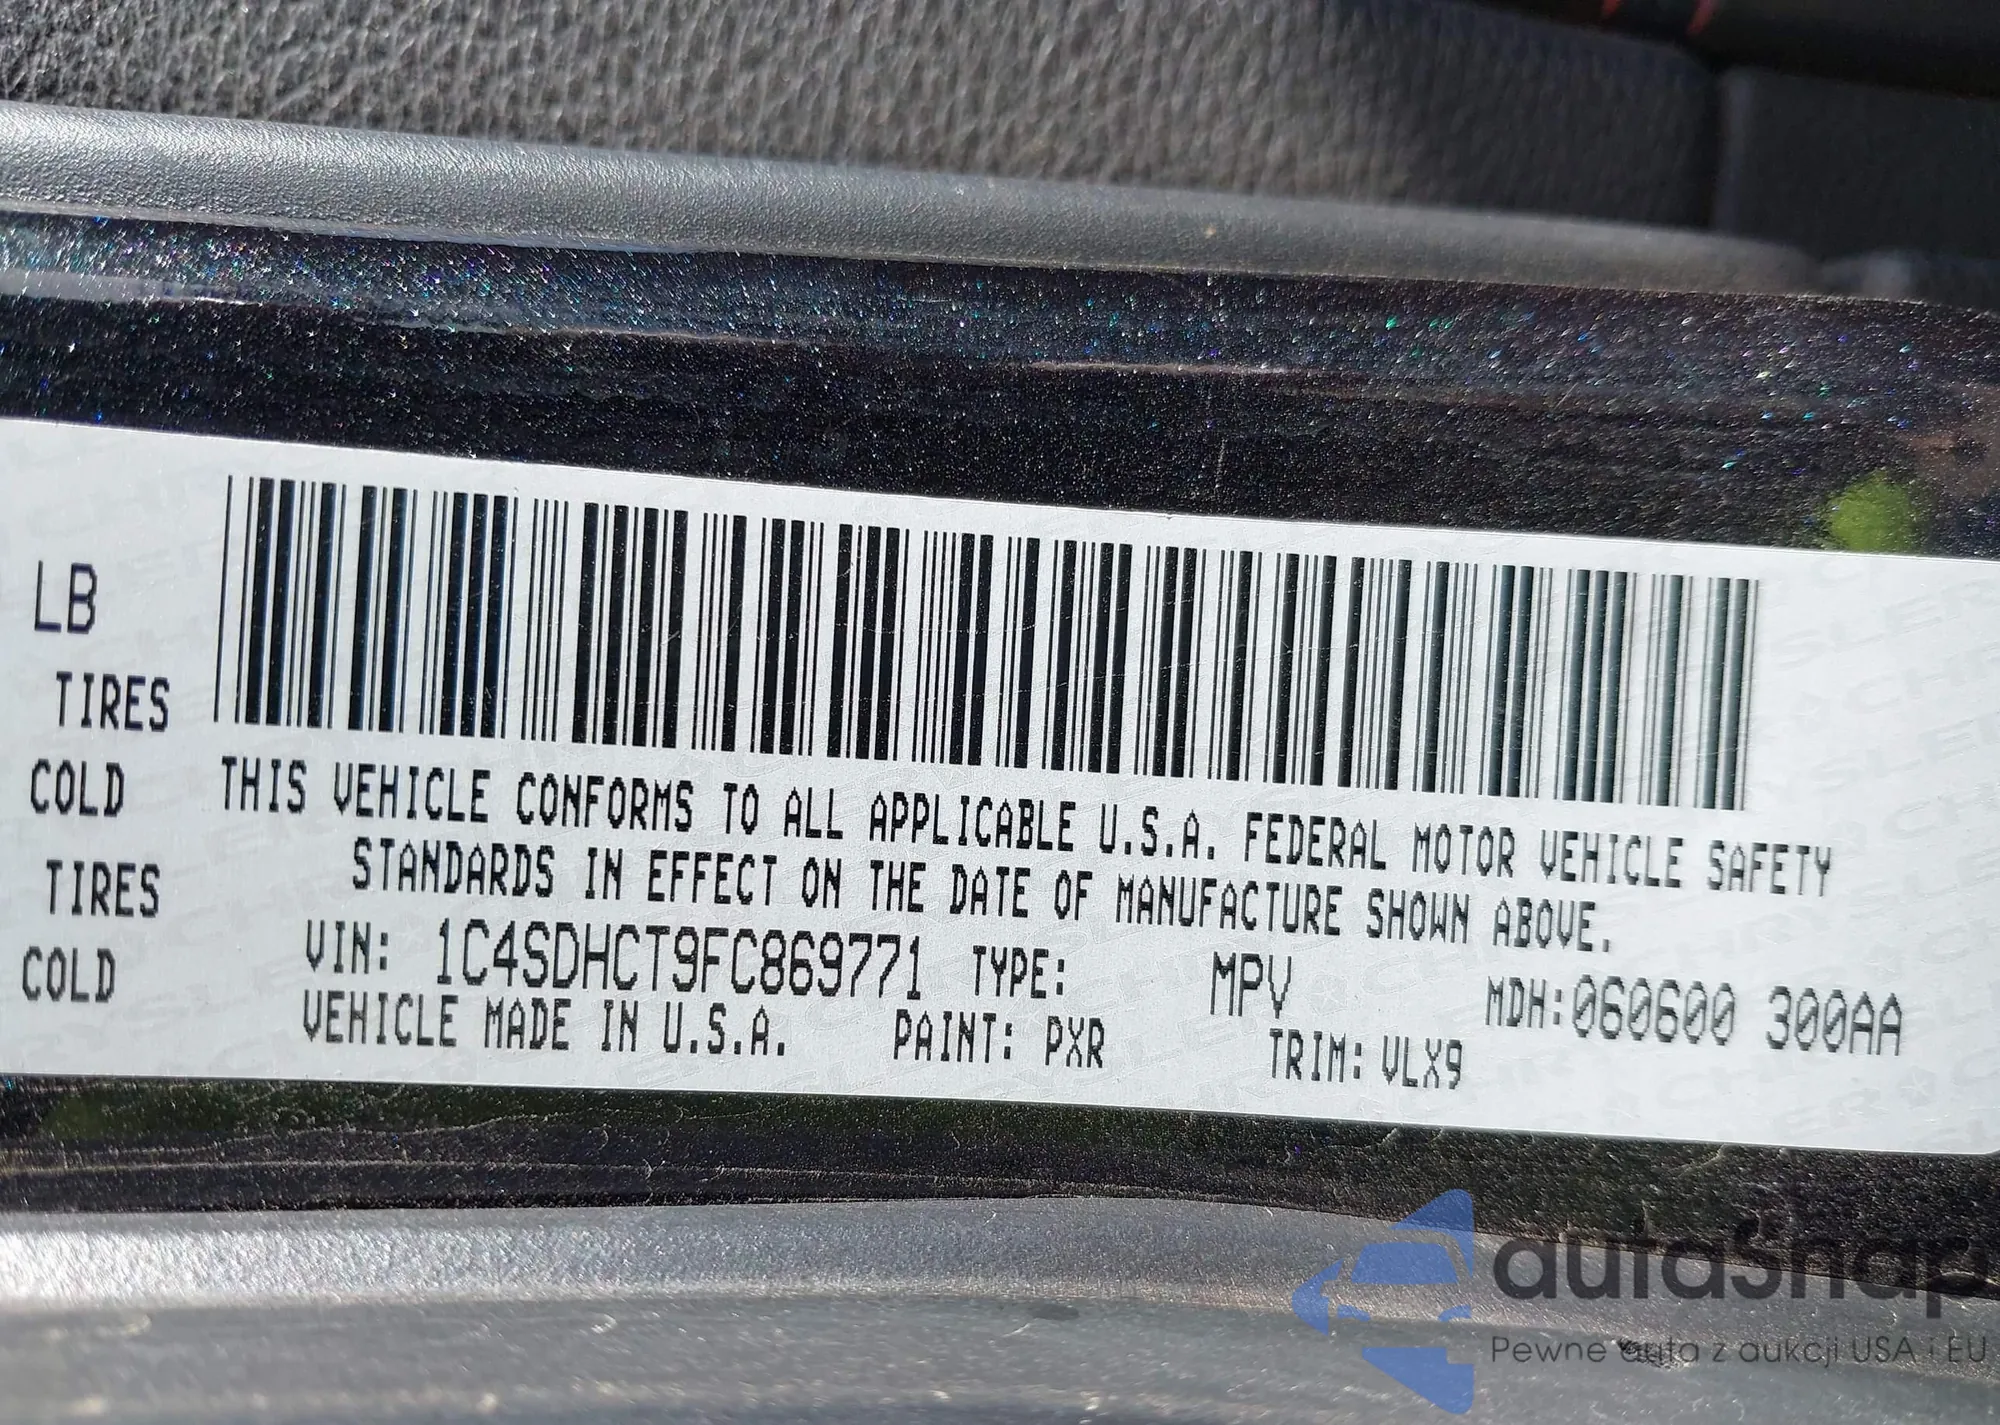 LB
TIRES
COLD
TIRES
COLD
THIS VEHICLE CONFORMS TO ALL APPLICABLE U.S.A. FEDERAL MOTOR VEHICLE SAFETY
STANDARDS IN EFFECT ON THE DATE OF MANUFACTURE SHOWN ABOVE.
VIN: 1C4SDHCT9FC869771 TYPE: MPV MDH:060600 300AA
VEHICLE MADE IN U.S.A. PAINT: PXR TRIM: VLX9
autaSnap
Pewne auta z aukcji USA i EU